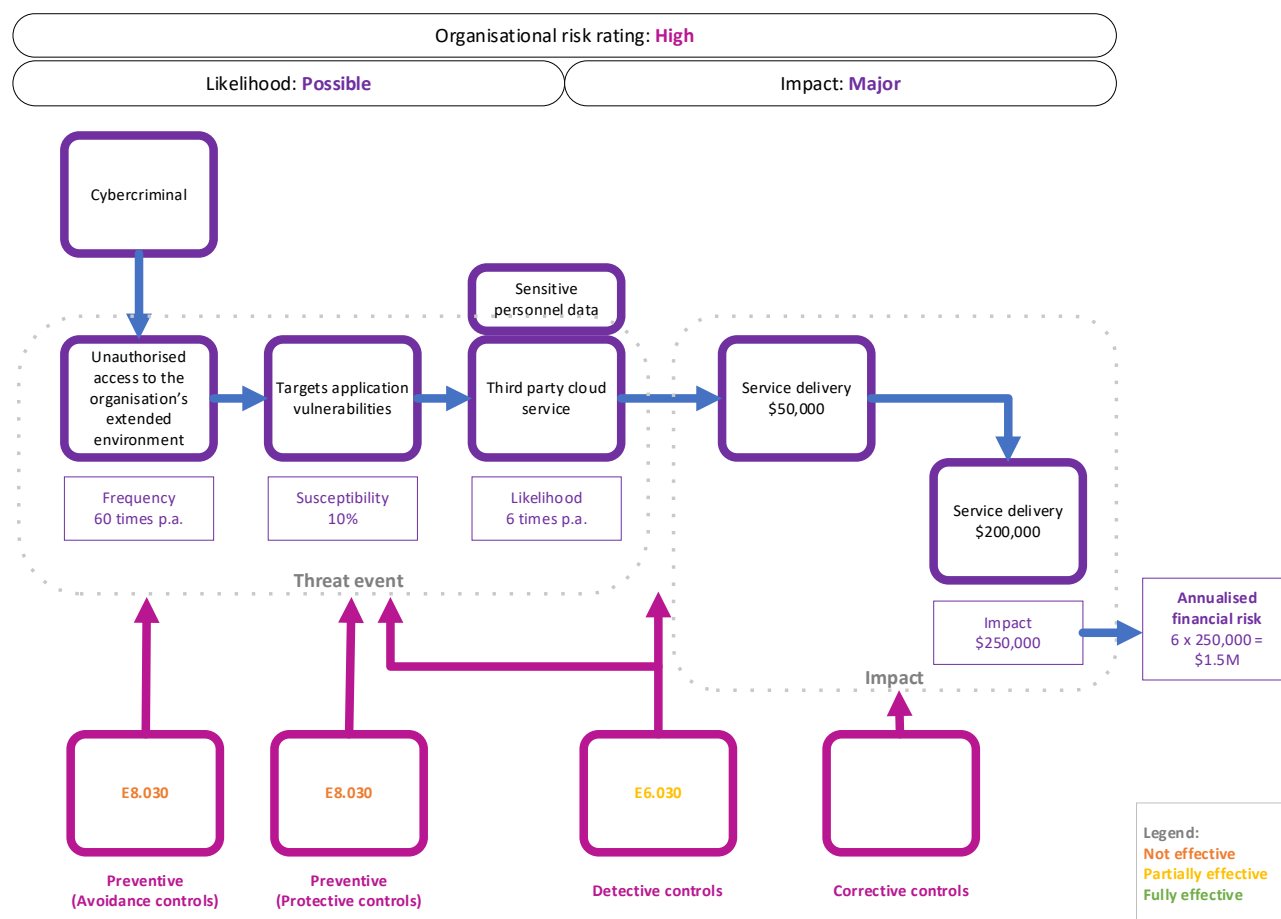 Organisational risk rating: High
Likelihood: Possible
Impact: Major
Cybercriminal
Sensitive
personnel data
Unauthorised
access to the
organisation's
extended
environment
Targets application
vulnerabilities
Third party cloud
service
Service delivery
$50,000
Frequency
60 times p.a.
Susceptibility
10%
Likelihood
6 times p.a.
Service delivery
$200,000
Threat event
Impact
$250,000
Annualised
financial risk
6 x 250,000 =
$1.5M
Impact
E8.030
E8.030
E6.030
Preventive
(Avoidance controls)
Preventive
(Protective controls)
Detective controls
Corrective controls
Legend:
Not effective
Partially effective
Fully effective